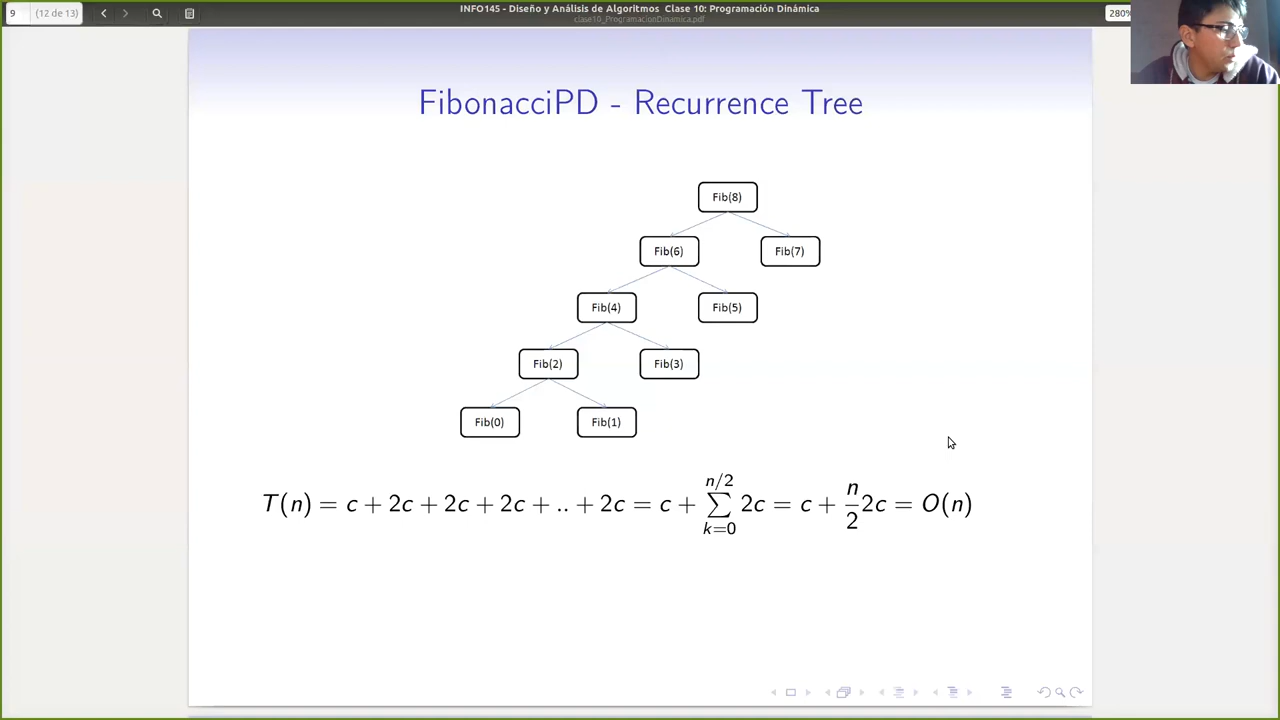 9 (12 de 13)
INFO145 - Diseño y Análisis de Algoritmos Clase 10: Programación Dinámica
clase10_ProgramacionDinamica.pdf
280%
FibonacciPD - Recurrence Tree
Fib(8)
Fib(6) Fib(7)
Fib(4) Fib(5)
Fib(2) Fib(3)
Fib(0) Fib(1)
T(n) = c + 2c + 2c + 2c + .. + 2c = c + ∑_{k=0}^{n/2} 2c = c + n/2 2c = O(n)